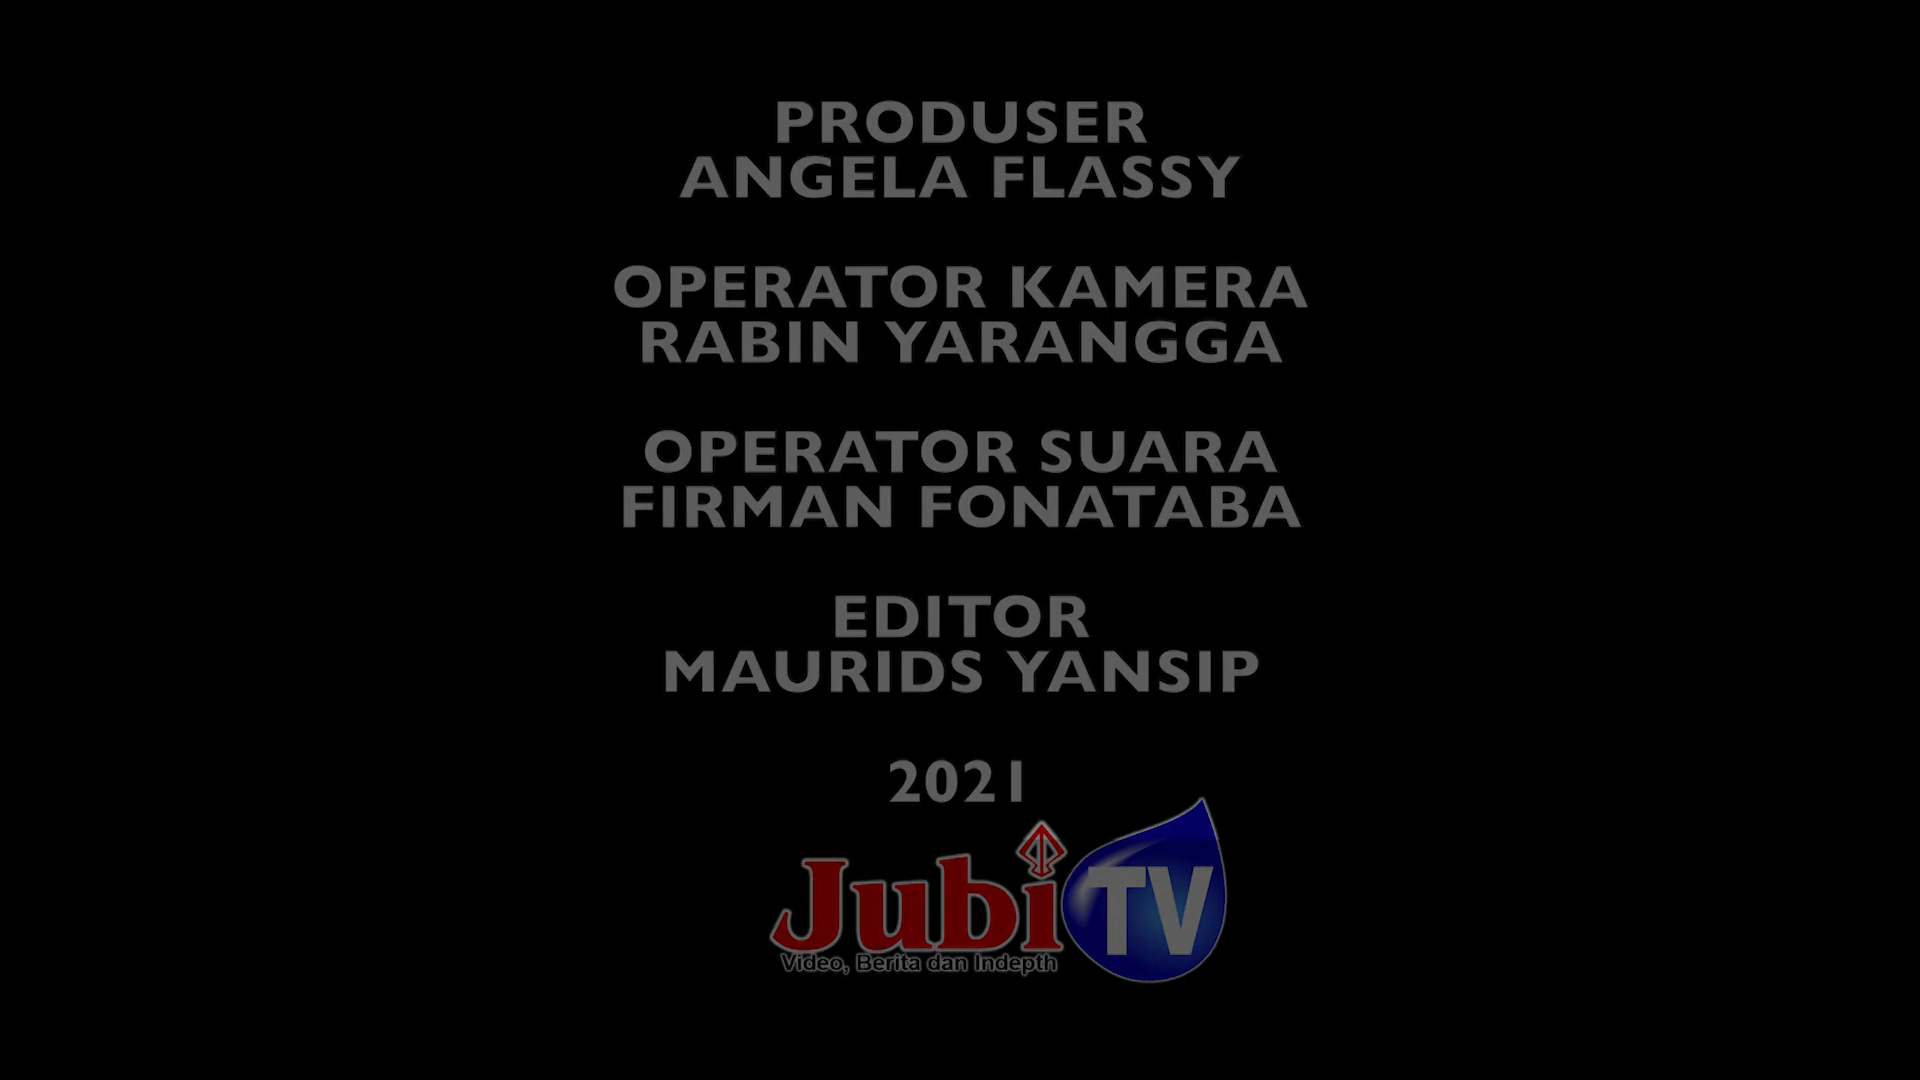 PRODUSER
ANGELA FLASSY
OPERATOR KAMERA
RABIN YARANGGA
OPERATOR SUARA
FIRMAN FONATABA
EDITOR
MAURIDS YANSIP
2021
Jubi TV
Video, Berita dan Indepth